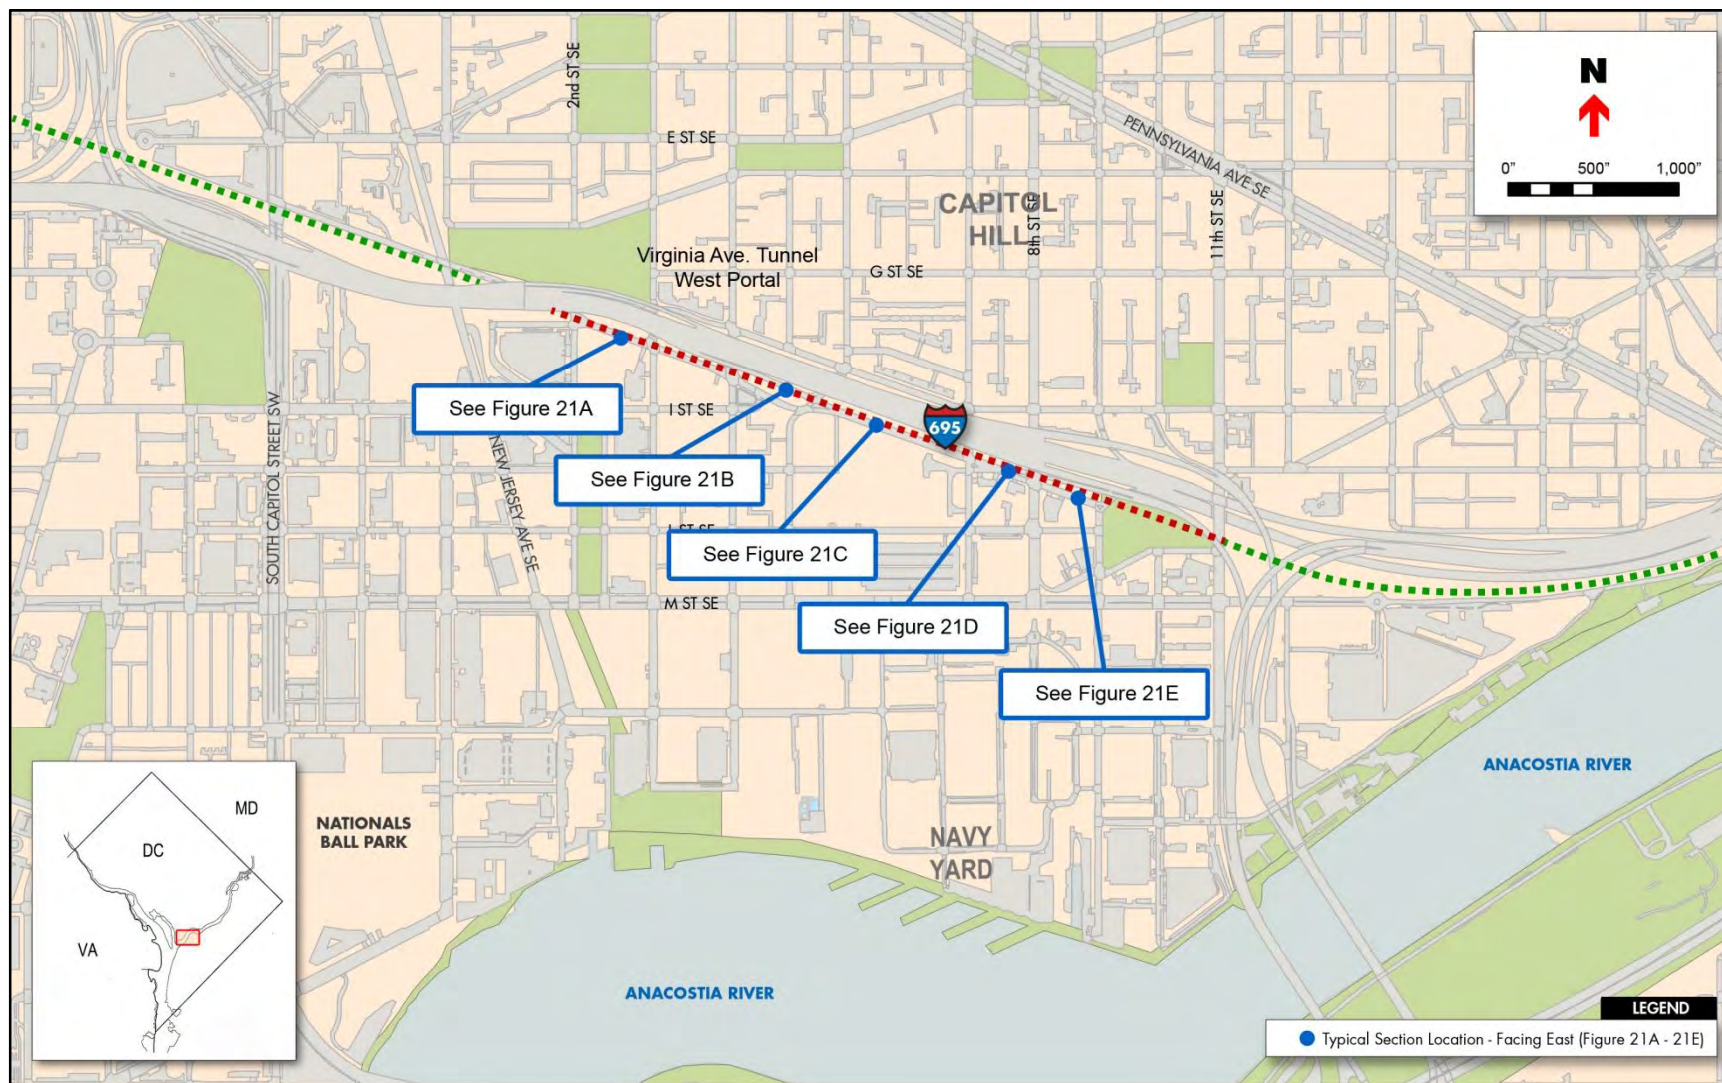 2nd ST SE
E ST SE
PENNSYLVANIA AVE SE
N
0" 500" 1,000"
CAPITOL
HILL
8th ST SE
11th ST SE
Virginia Ave. Tunnel
West Portal
G ST SE
See Figure 21A
I ST SE
695
SOUTH CAPITOL STREET SW
NEW JERSEY AVE SE
See Figure 21B
L ST SE
See Figure 21C
M ST SE
See Figure 21D
See Figure 21E
ANACOSTIA RIVER
MD
DC
VA
NATIONALS
BALL PARK
NAVY
YARD
ANACOSTIA RIVER
LEGEND
Typical Section Location - Facing East (Figure 21A - 21E)